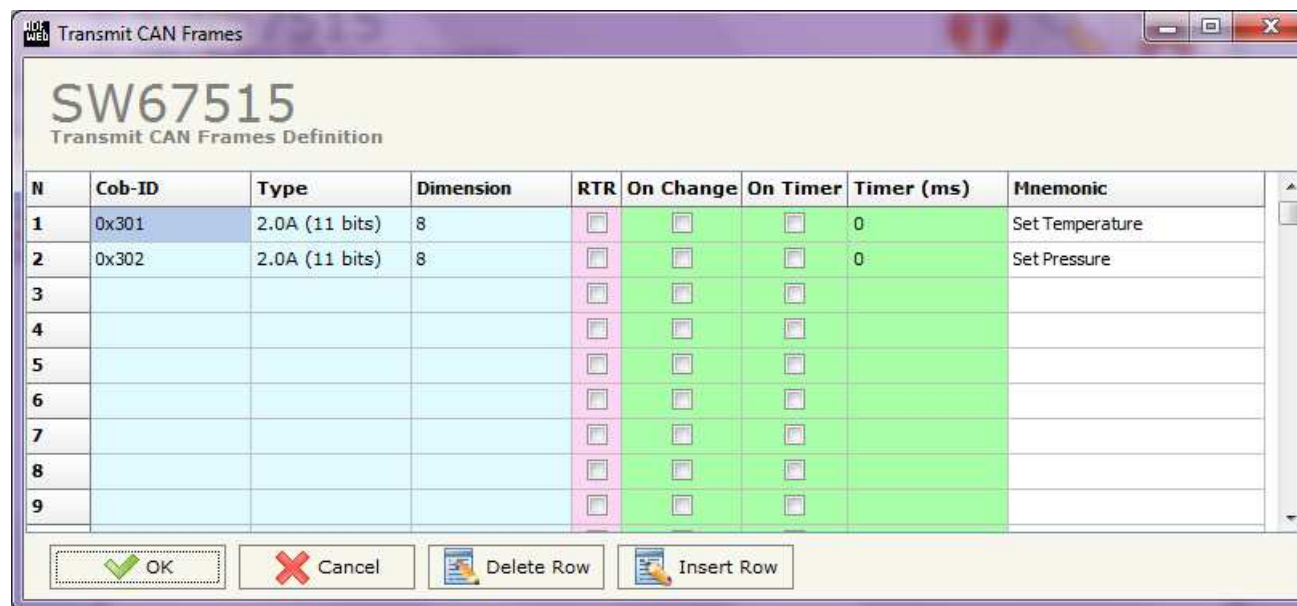 Transmit CAN Frames
SW67515
Transmit CAN Frames Definition
N Cob-ID Type Dimension RTR On Change On Timer Timer (ms) Mnemonic
1 0x301 2.0A (11 bits) 8 0 Set Temperature
2 0x302 2.0A (11 bits) 8 0 Set Pressure
3
4
5
6
7
8
9
OK Cancel Delete Row Insert Row